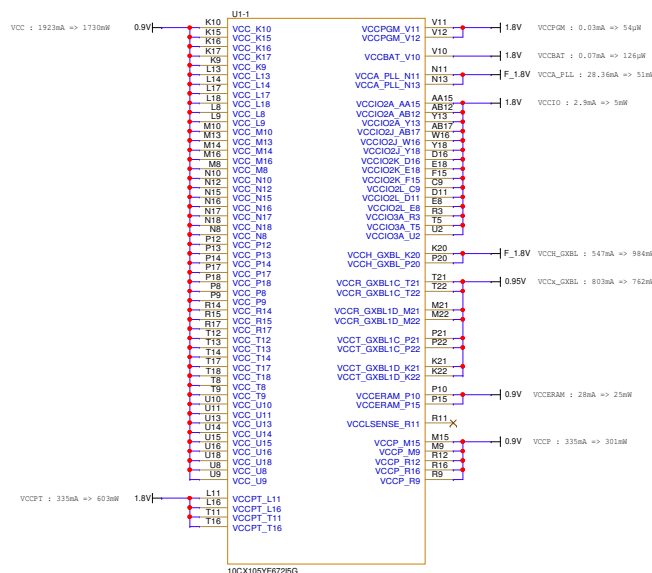 U1-1
VCC : 1923mA => 1730mW 0.9V
K10 VCC_K10
K15 VCC_K15
K16 VCC_K16
K17 VCC_K17
K9 VCC_K9
L13 VCC_L13
L14 VCC_L14
L17 VCC_L17
L18 VCC_L18
L8 VCC_L8
L9 VCC_L9
M10 VCC_M10
M13 VCC_M13
M14 VCC_M14
M16 VCC_M16
M8 VCC_M8
N10 VCC_N10
N12 VCC_N12
N15 VCC_N15
N16 VCC_N16
N17 VCC_N17
N18 VCC_N18
N8 VCC_N8
P12 VCC_P12
P13 VCC_P13
P14 VCC_P14
P17 VCC_P17
P18 VCC_P18
P8 VCC_P8
P9 VCC_P9
R14 VCC_R14
R15 VCC_R15
R17 VCC_R17
T12 VCC_T12
T13 VCC_T13
T14 VCC_T14
T17 VCC_T17
T18 VCC_T18
T8 VCC_T8
T9 VCC_T9
U10 VCC_U10
U11 VCC_U11
U13 VCC_U13
U14 VCC_U14
U15 VCC_U15
U16 VCC_U16
U18 VCC_U18
U8 VCC_U8
U9 VCC_U9
VCCPT : 335mA => 603mW 1.8V
L11 VCCPT_L11
L16 VCCPT_L16
T11 VCCPT_T11
T16 VCCPT_T16
VCCPGM_V11 V11 1.8V VCCPGM : 0.03mA => 54µW
VCCPGM_V12 V12
VCCBAT_V10 V10 1.8V VCCBAT : 0.07mA => 126µW
VCCA_PLL_N11 N11 F_1.8V VCCA_PLL : 28.36mA => 51m
VCCA_PLL_N13 N13
VCCIO2A_AA15 AA15 1.8V VCCIO : 2.9mA => 5mW
VCCIO2A_AB12 AB12
VCCIO2A_Y13 Y13
VCCIO2J_AB17 AB17
VCCIO2J_W16 W16
VCCIO2J_Y18 Y18
VCCIO2K_D16 D16
VCCIO2K_E18 E18
VCCIO2K_F15 F15
VCCIO2L_C9 C9
VCCIO2L_D11 D11
VCCIO2L_E8 E8
VCCIO3A_R3 R3
VCCIO3A_T5 T5
VCCIO3A_U2 U2
VCCH_GXBL_K20 K20 F_1.8V VCCH_GXBL : 547mA => 984m
VCCH_GXBL_P20 P20
VCCR_GXBL1C_T21 T21 0.95V VCCx_GXBL : 803mA => 762m
VCCR_GXBL1C_T22 T22
VCCR_GXBL1D_M21 M21
VCCR_GXBL1D_M22 M22
VCCT_GXBL1C_P21 P21
VCCT_GXBL1C_P22 P22
VCCT_GXBL1D_K21 K21
VCCT_GXBL1D_K22 K22
VCCERAM_P10 P10 0.9V VCCERAM : 28mA => 25mW
VCCERAM_P15 P15
VCCLSENSE_R11 R11
VCCP_M15 M15 0.9V VCCP : 335mA => 301mW
VCCP_M9 M9
VCCP_R12 R12
VCCP_R16 R16
VCCP_R9 R9
10CX105YF672I5G